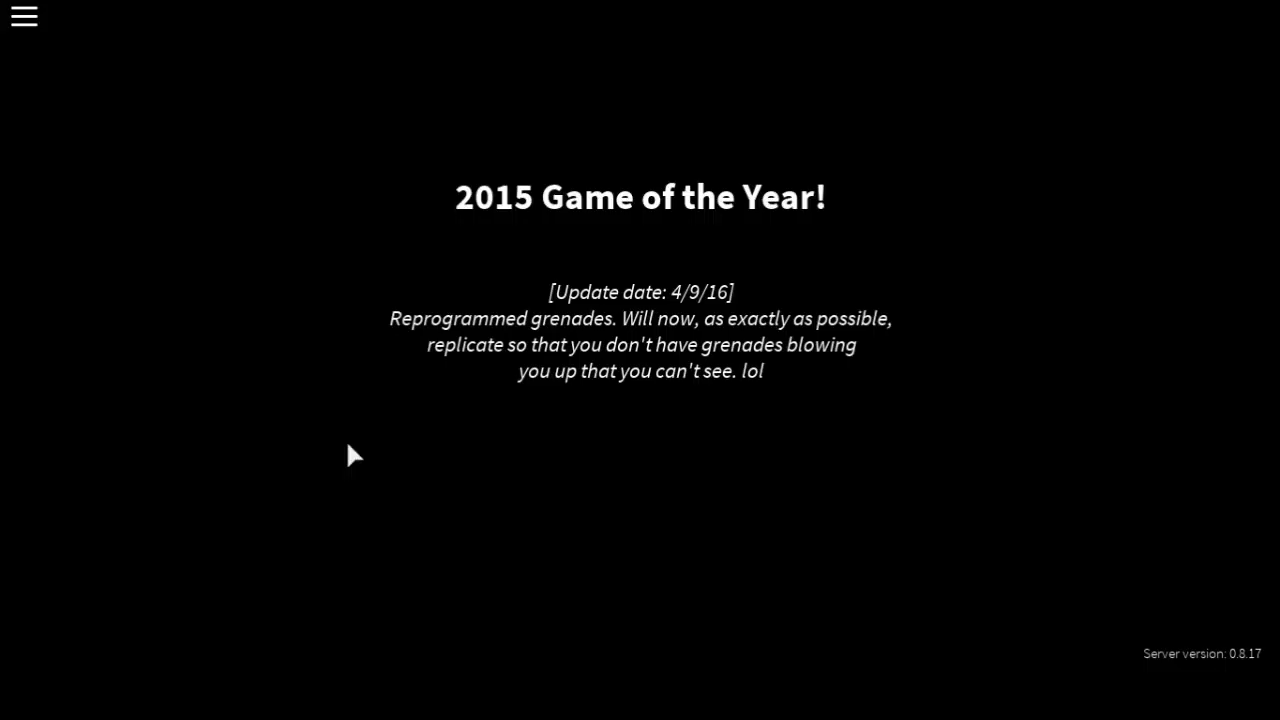 2015 Game of the Year!
[Update date: 4/9/16]
Reprogrammed grenades. Will now, as exactly as possible,
replicate so that you don't have grenades blowing
you up that you can't see. lol
Server version: 0.8.17